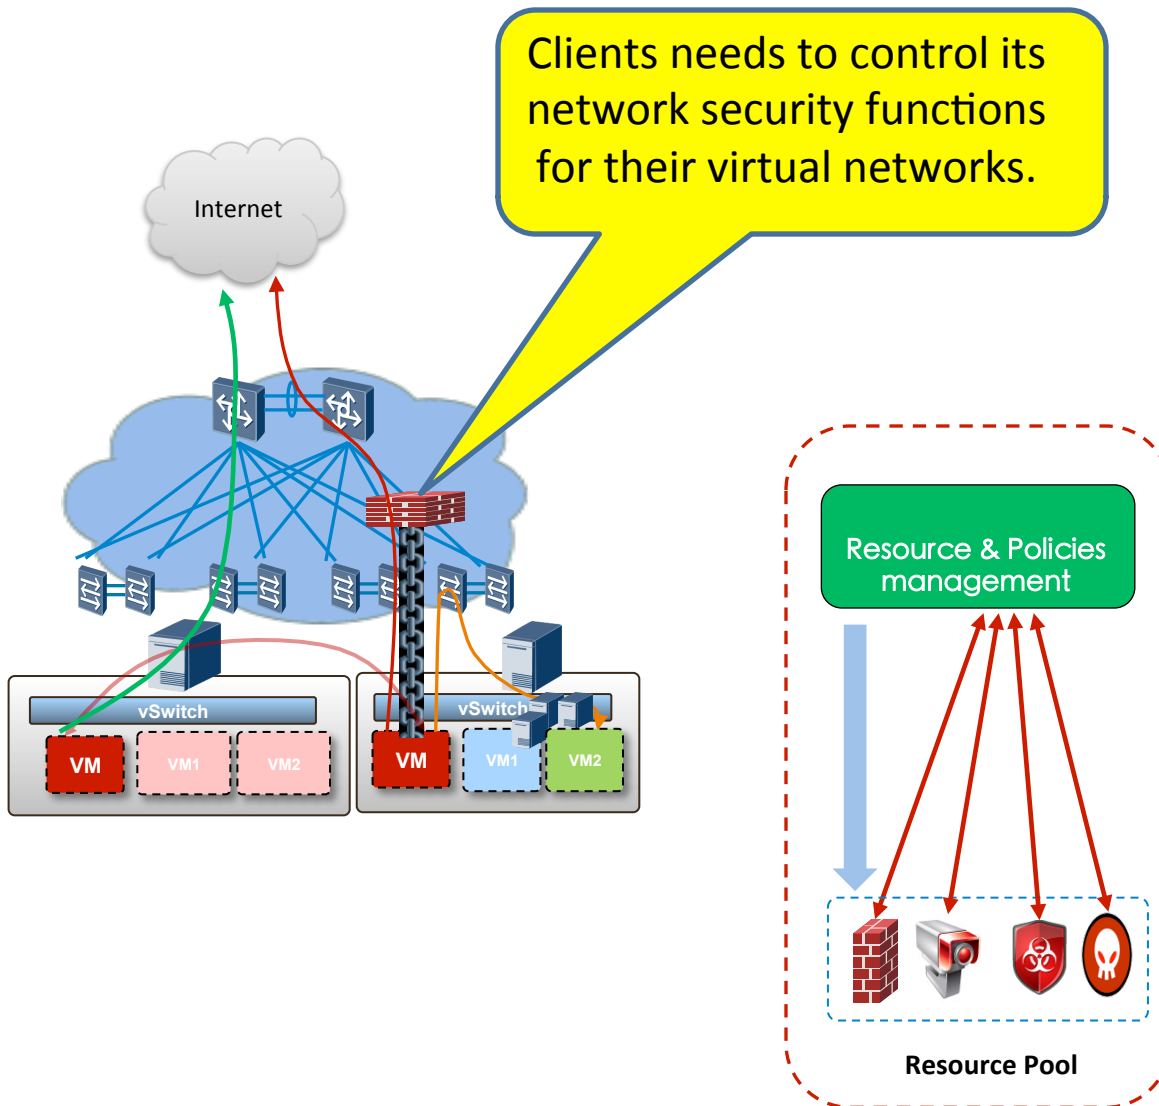 Clients needs to control its
network security functions
for their virtual networks.
Internet
Resource & Policies
management
vSwitch
vSwitch
VM
VM1
VM2
VM
VM1
VM2
Resource Pool